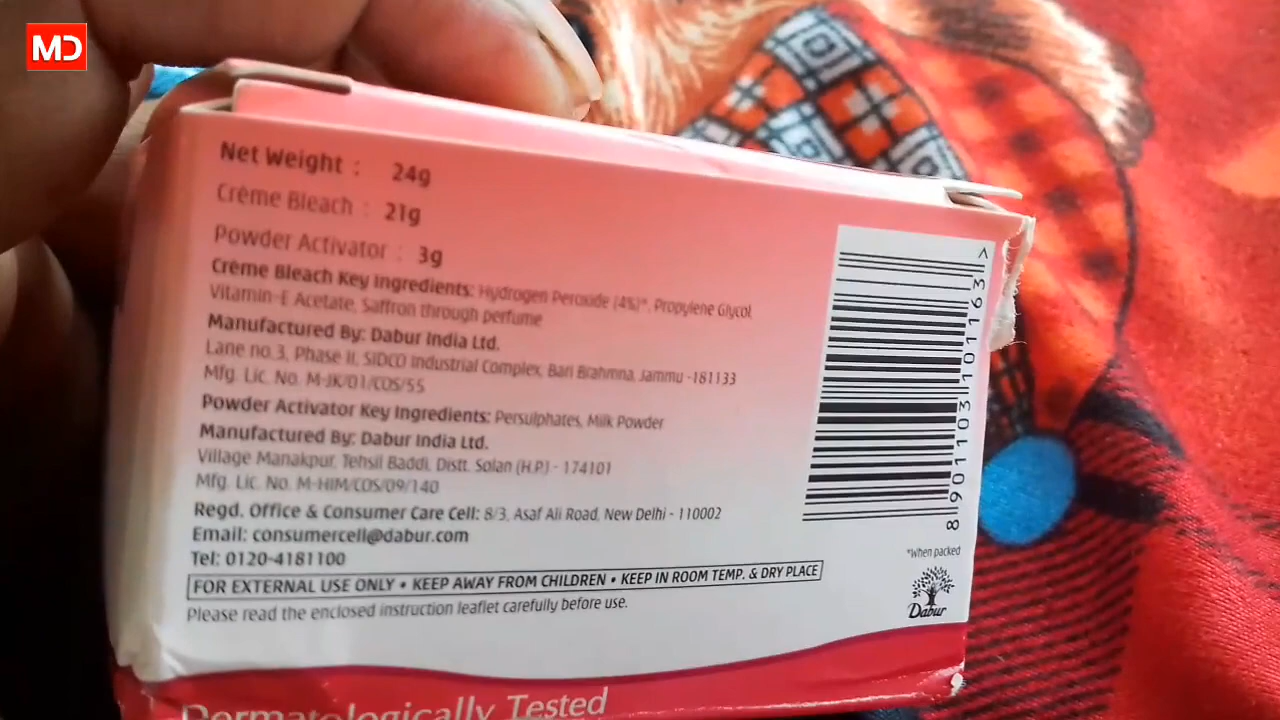 MD
Net Weight : 24g
Crème Bleach : 21g
Powder Activator : 3g
Crème Bleach Key Ingredients: Hydrogen Peroxide (4%)*, Propylene Glycol,
Vitamin-E Acetate, Saffron through perfume
Manufactured By: Dabur India Ltd.
Lane no.3, Phase II, SIDCO Industrial Complex, Bari Brahmna, Jammu -181133
Mfg. Lic. No. M-JK/01/COS/55
Powder Activator Key Ingredients: Persulphates, Milk Powder
Manufactured By: Dabur India Ltd.
Village Manakpur, Tehsil Baddi, Distt. Solan (H.P.) - 174101
Mfg. Lic. No. M-HIM/COS/09/140
Regd. Office & Consumer Care Cell: 8/3, Asaf Ali Road, New Delhi - 110002
Email: consumercell@dabur.com
Tel: 0120-4181100
FOR EXTERNAL USE ONLY • KEEP AWAY FROM CHILDREN • KEEP IN ROOM TEMP. & DRY PLACE
Please read the enclosed instruction leaflet carefully before use.
8 901103 101163 >
*When packed
Dabur
Dermatologically Tested